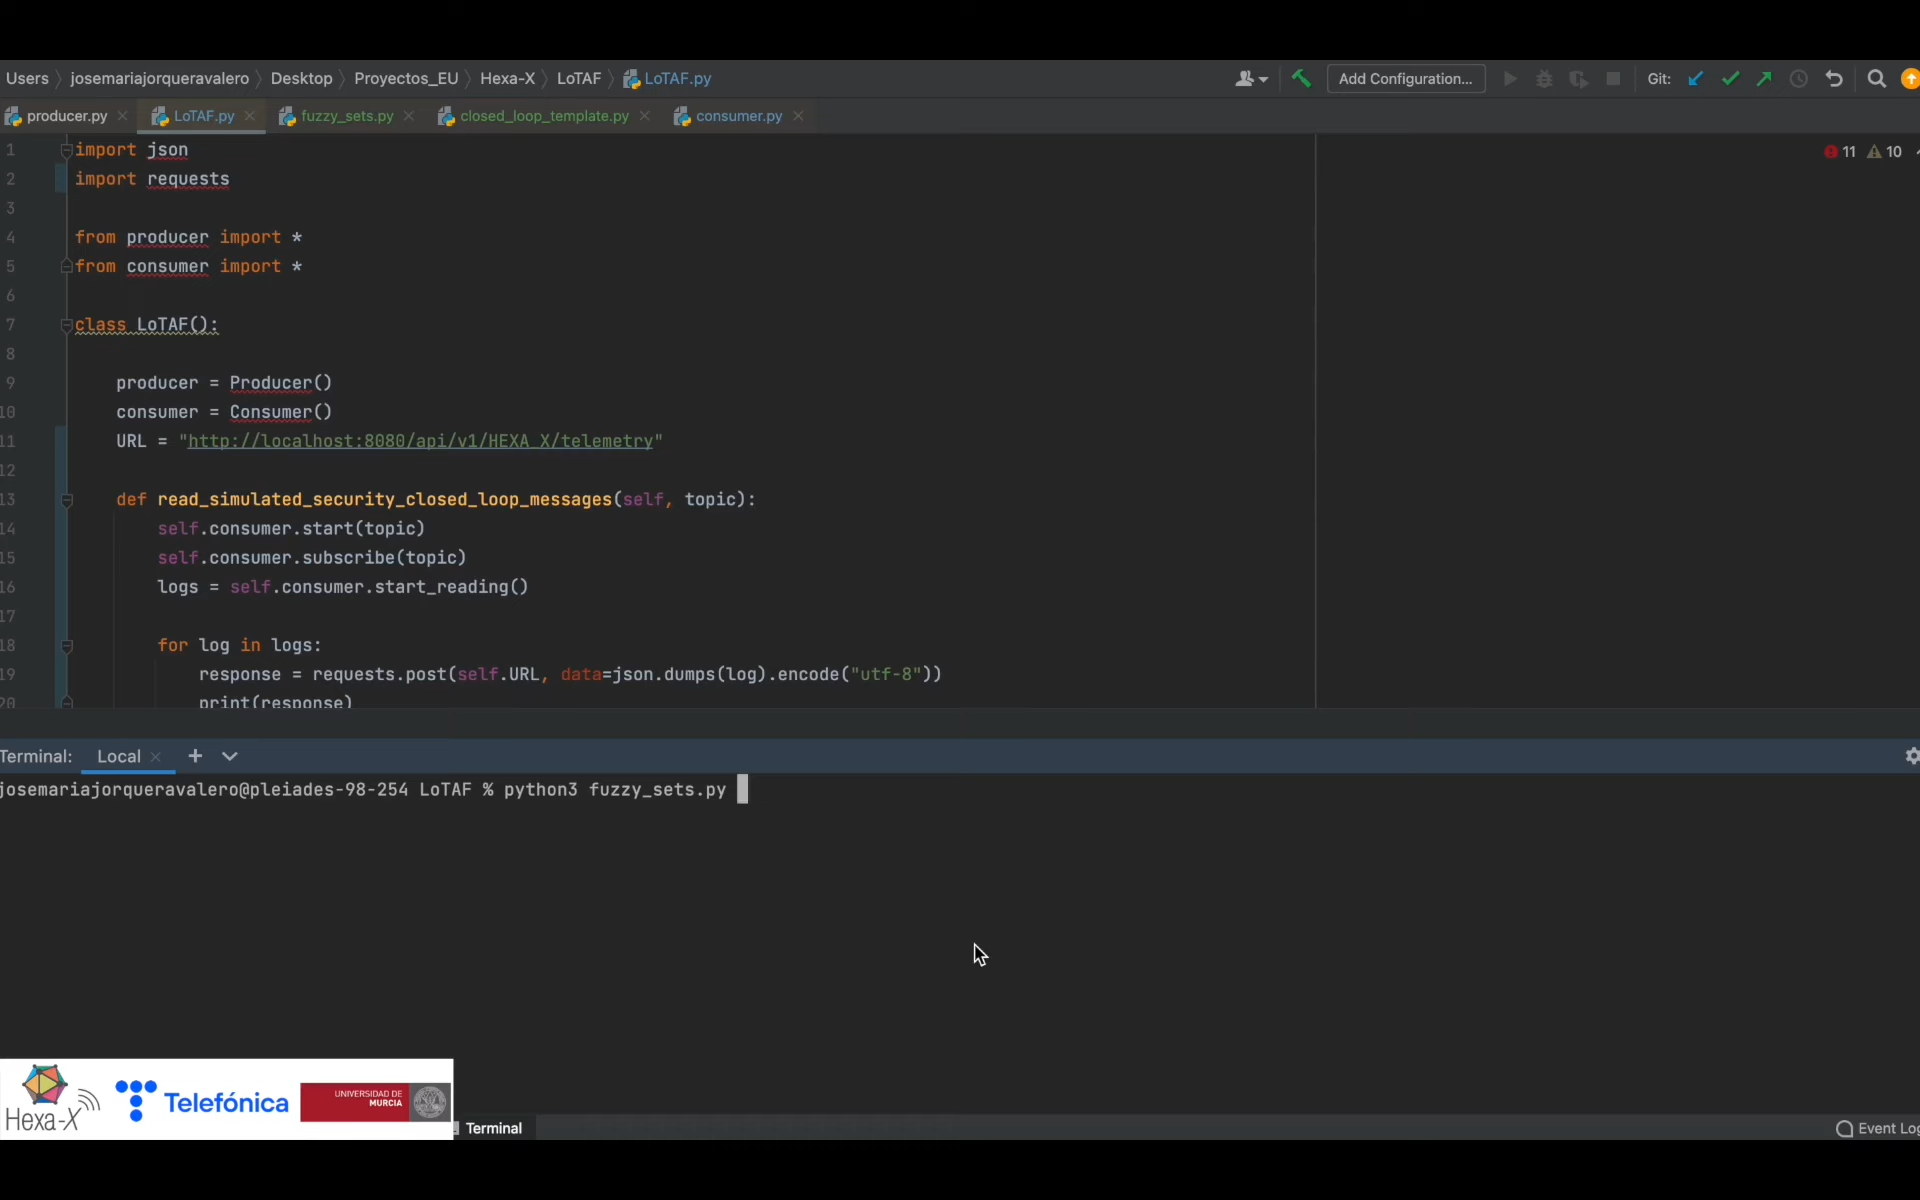 Users josemariajorqueravalero Desktop Proyectos_EU Hexa-X LoTAF LoTAF.py Add Configuration... Git:
producer.py LoTAF.py fuzzy_sets.py closed_loop_template.py consumer.py
1 import json 11 10
2 import requests
3
4 from producer import *
5 from consumer import *
6
7 class LoTAF():
8
9 producer = Producer()
10 consumer = Consumer()
11 URL = "http://localhost:8080/api/v1/HEXA_X/telemetry"
12
13 def read_simulated_security_closed_loop_messages(self, topic):
14 self.consumer.start(topic)
15 self.consumer.subscribe(topic)
16 logs = self.consumer.start_reading()
17
18 for log in logs:
19 response = requests.post(self.URL, data=json.dumps(log).encode("utf-8"))
20 print(response)
Terminal: Local
josemariajorqueravalero@pleiades-98-254 LoTAF % python3 fuzzy_sets.py
Hexa-X
Telefónica
UNIVERSIDAD DE
MURCIA
Terminal
Event Log